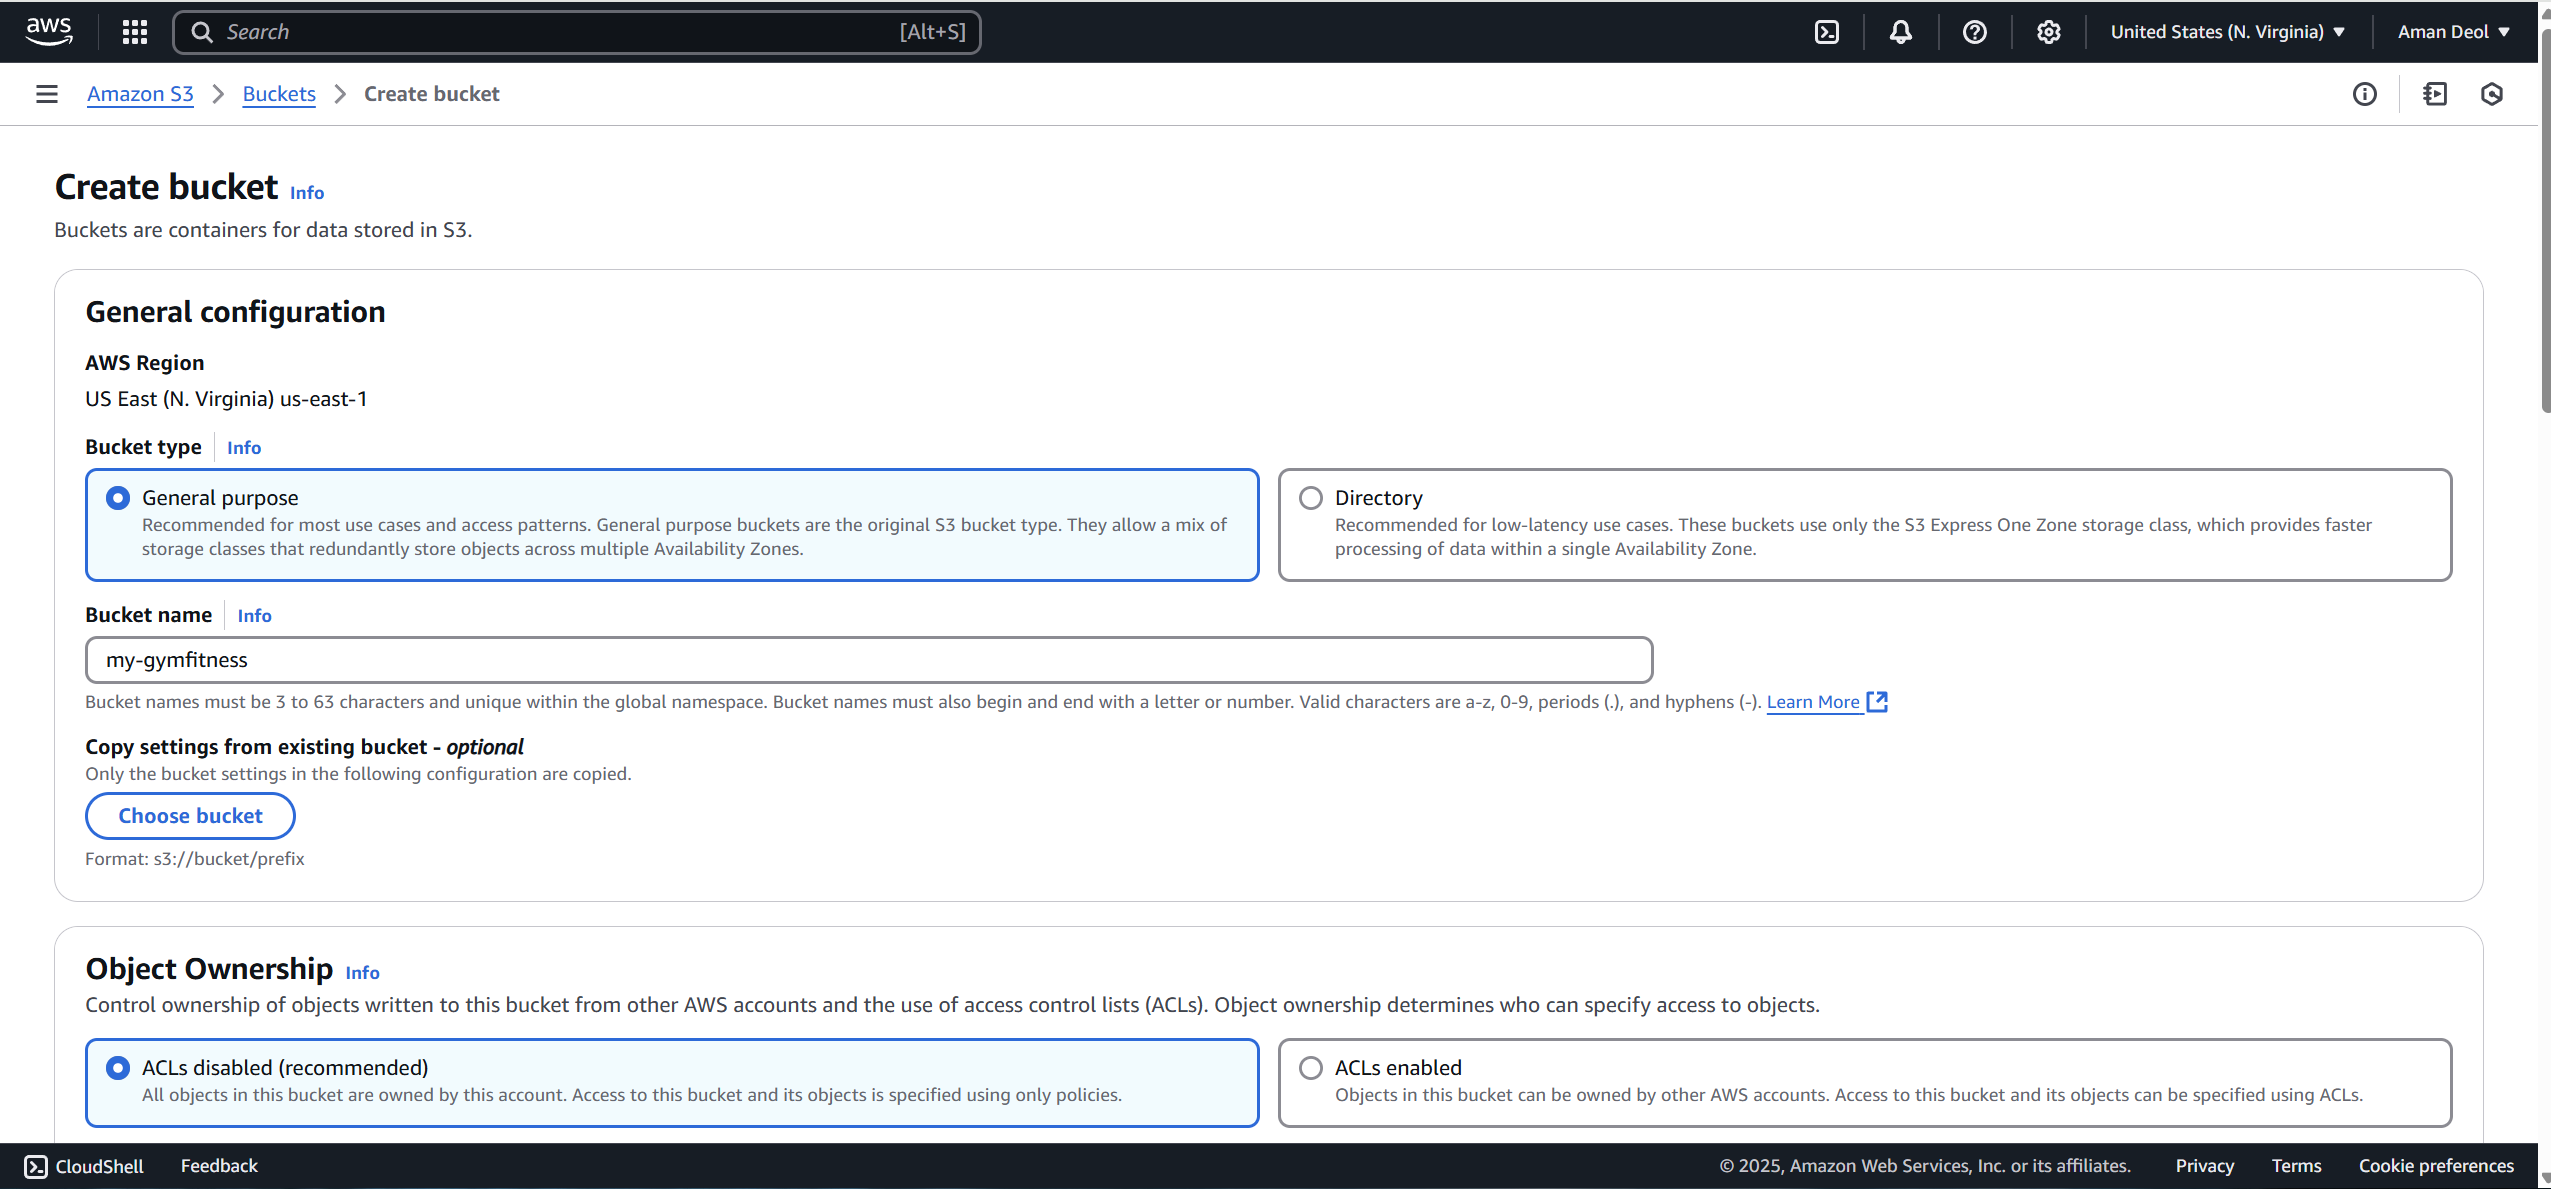 aws
Search [Alt+S]
United States (N. Virginia)
Aman Deol
Amazon S3 > Buckets > Create bucket
Create bucket Info
Buckets are containers for data stored in S3.
General configuration
AWS Region
US East (N. Virginia) us-east-1
Bucket type Info
General purpose
Recommended for most use cases and access patterns. General purpose buckets are the original S3 bucket type. They allow a mix of
storage classes that redundantly store objects across multiple Availability Zones.
Directory
Recommended for low-latency use cases. These buckets use only the S3 Express One Zone storage class, which provides faster
processing of data within a single Availability Zone.
Bucket name Info
my-gymfitness
Bucket names must be 3 to 63 characters and unique within the global namespace. Bucket names must also begin and end with a letter or number. Valid characters are a-z, 0-9, periods (.), and hyphens (-). Learn More
Copy settings from existing bucket - optional
Only the bucket settings in the following configuration are copied.
Choose bucket
Format: s3://bucket/prefix
Object Ownership Info
Control ownership of objects written to this bucket from other AWS accounts and the use of access control lists (ACLs). Object ownership determines who can specify access to objects.
ACLs disabled (recommended)
All objects in this bucket are owned by this account. Access to this bucket and its objects is specified using only policies.
ACLs enabled
Objects in this bucket can be owned by other AWS accounts. Access to this bucket and its objects can be specified using ACLs.
CloudShell Feedback © 2025, Amazon Web Services, Inc. or its affiliates. Privacy Terms Cookie preferences